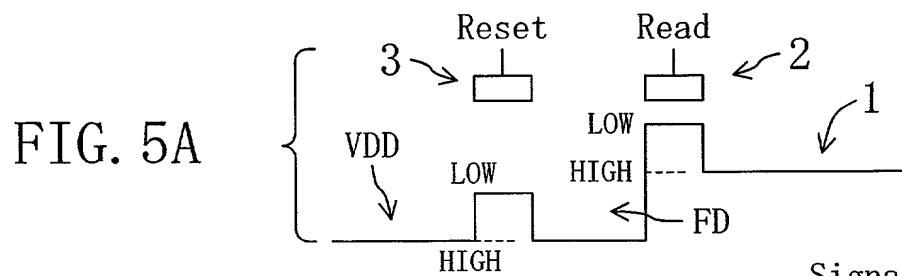 FIG. 5A
Reset
Read
3
2
1
VDD
LOW
LOW
HIGH
FD
HIGH